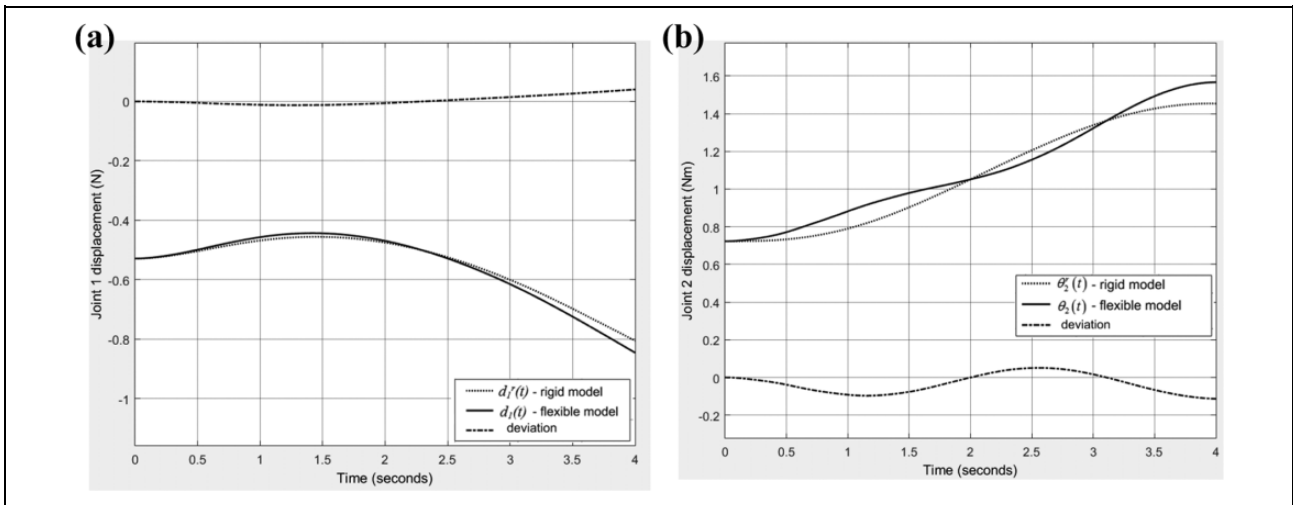 (a)
0
-0.2
-0.4
-0.6
-0.8
-1
Joint 1 displacement (N)
d₁ʳ(t) - rigid model
d₁(t) - flexible model
deviation
0 0.5 1 1.5 2 2.5 3 3.5 4
Time (seconds)
(b)
1.6
1.4
1.2
1
0.8
0.6
0.4
0.2
0
-0.2
Joint 2 displacement (Nm)
θ₂ʳ(t) - rigid model
θ₂(t) - flexible model
deviation
0 0.5 1 1.5 2 2.5 3 3.5 4
Time (seconds)